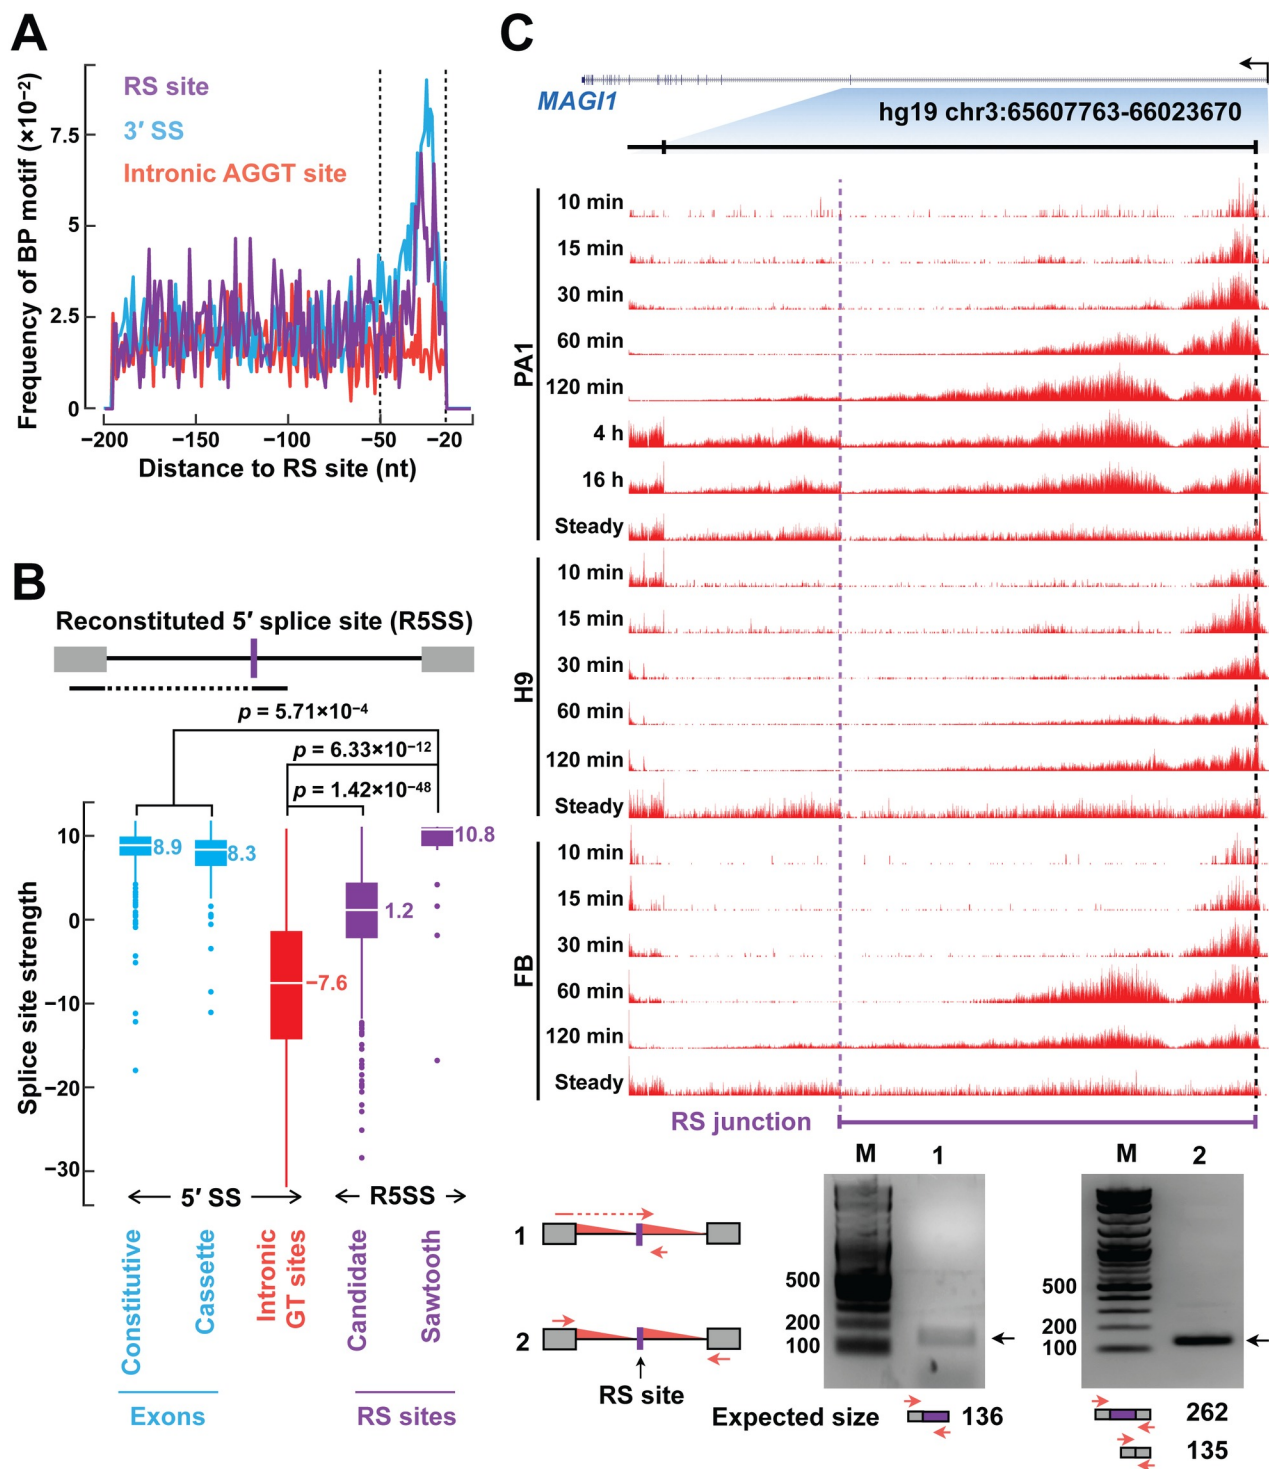 A
Frequency of BP motif (×10−2)
RS site
3′ SS
Intronic AGGT site
7.5
5
2.5
0
−200
−150
−100
−50
−20
Distance to RS site (nt)
B
Reconstituted 5′ splice site (R5SS)
p = 5.71×10−4
p = 6.33×10−12
p = 1.42×10−48
Splice site strength
10
0
−10
−20
−30
8.9
8.3
−7.6
1.2
10.8
5′ SS
R5SS
Constitutive
Cassette
Intronic
GT sites
Candidate
Sawtooth
Exons
RS sites
C
MAGI1
hg19 chr3:65607763-66023670
PA1
10 min
15 min
30 min
60 min
120 min
4 h
16 h
Steady
H9
10 min
15 min
30 min
60 min
120 min
Steady
FB
10 min
15 min
30 min
60 min
120 min
Steady
RS junction
1
2
RS site
M 1
500
200
100
M 2
500
200
100
Expected size
136
262
135